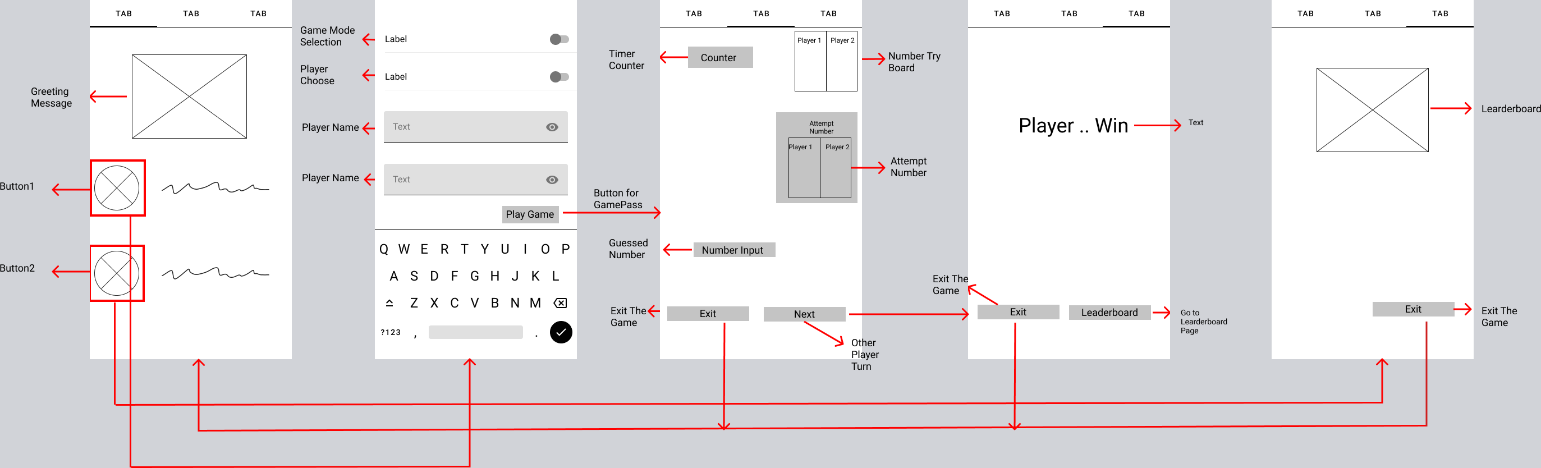 TAB TAB TAB
Greeting
Message
Button1
Button2
Game Mode
Selection
Label
Player
Choose
Label
Player Name
Text
Player Name
Text
Play Game
Button for
GamePass
Q W E R T Y U I O P
A S D F G H J K L
Z X C V B N M
?123 , .
TAB TAB TAB
Timer
Counter
Counter
Player 1 Player 2
Number Try
Board
Attempt
Number
Player 1 Player 2
Attempt
Number
Guessed
Number
Number Input
Exit The
Game
Exit
Next
Other
Player
Turn
TAB TAB TAB
Player .. Win
Text
Exit The
Game
Exit
Leaderboard
Go to
Learderboard
Page
TAB TAB TAB
Learderboard
Exit
Exit The
Game